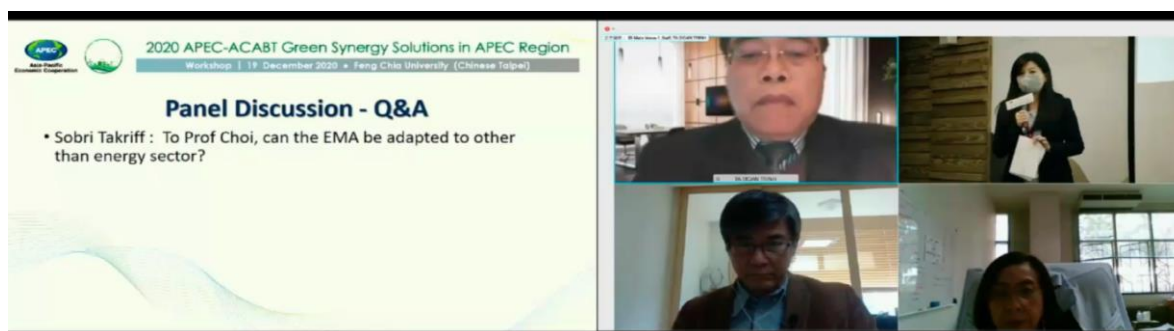 APEC
Asia-Pacific
Economic Cooperation
2020 APEC-ACABT Green Synergy Solutions in APEC Region
Workshop | 19 December 2020 • Feng Chia University (Chinese Taipei)
Panel Discussion - Q&A
• Sobri Takriff : To Prof Choi, can the EMA be adapted to other
than energy sector?